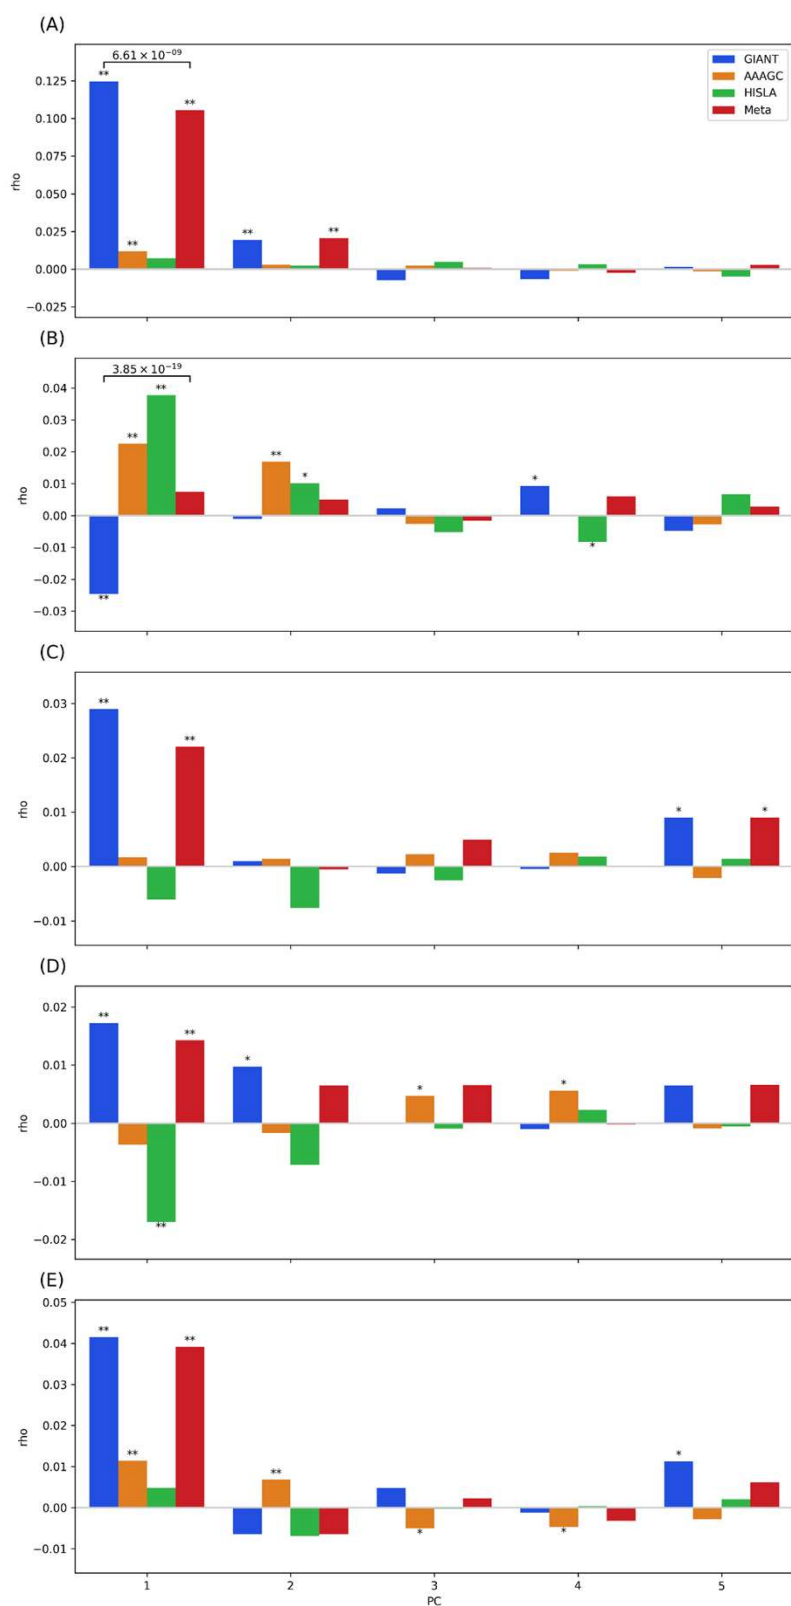 (A)
6.61 × 10⁻⁰⁹
** ** ** ** **
GIANT
AAAGC
HISLA
Meta
0.125
0.100
0.075
0.050
0.025
0.000
−0.025
rho
(B)
3.85 × 10⁻¹⁹
** ** ** ** * * * 
0.04
0.03
0.02
0.01
0.00
−0.01
−0.02
−0.03
rho
(C)
** ** * *
0.03
0.02
0.01
0.00
−0.01
rho
(D)
** ** ** * * *
0.02
0.01
0.00
−0.01
−0.02
rho
(E)
** ** ** ** * * *
0.05
0.04
0.03
0.02
0.01
0.00
−0.01
rho
1 2 3 4 5
PC